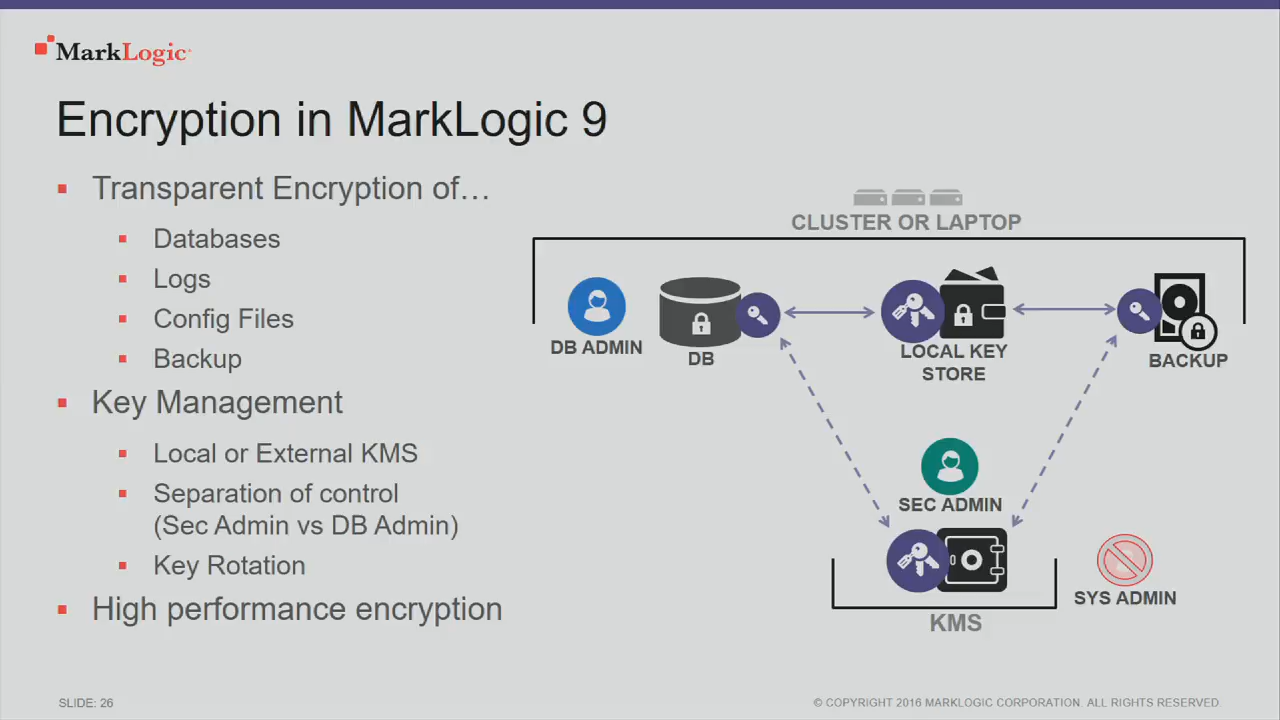 MarkLogic
Encryption in MarkLogic 9
Transparent Encryption of…
Databases
Logs
Config Files
Backup
Key Management
Local or External KMS
Separation of control
(Sec Admin vs DB Admin)
Key Rotation
High performance encryption
CLUSTER OR LAPTOP
DB ADMIN
DB
LOCAL KEY
STORE
BACKUP
SEC ADMIN
SYS ADMIN
KMS
SLIDE: 26
© COPYRIGHT 2016 MARKLOGIC CORPORATION. ALL RIGHTS RESERVED.